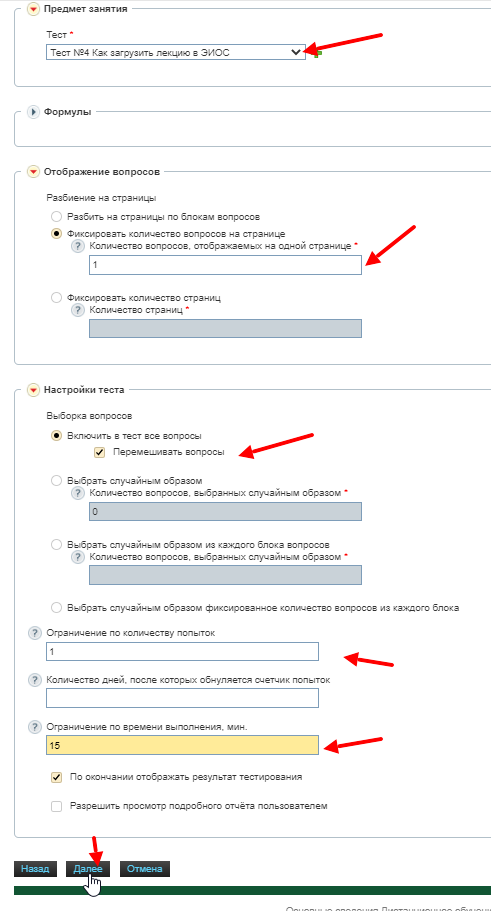 Предмет занятия
Тест *
Тест №4 Как загрузить лекцию в ЭИОС
Формулы
Отображение вопросов
Разбиение на страницы
Разбить на страницы по блокам вопросов
Фиксировать количество вопросов на странице
? Количество вопросов, отображаемых на одной странице *
1
Фиксировать количество страниц
? Количество страниц *
Настройки теста
Выборка вопросов
Включить в тест все вопросы
Перемешивать вопросы
Выбрать случайным образом
? Количество вопросов, выбранных случайным образом *
0
Выбрать случайным образом из каждого блока вопросов
? Количество вопросов, выбранных случайным образом *
Выбрать случайным образом фиксированное количество вопросов из каждого блока
? Ограничение по количеству попыток
1
? Количество дней, после которых обнуляется счетчик попыток
? Ограничение по времени выполнения, мин.
15
По окончании отображать результат тестирования
Разрешить просмотр подробного отчёта пользователем
Назад Далее Отмена